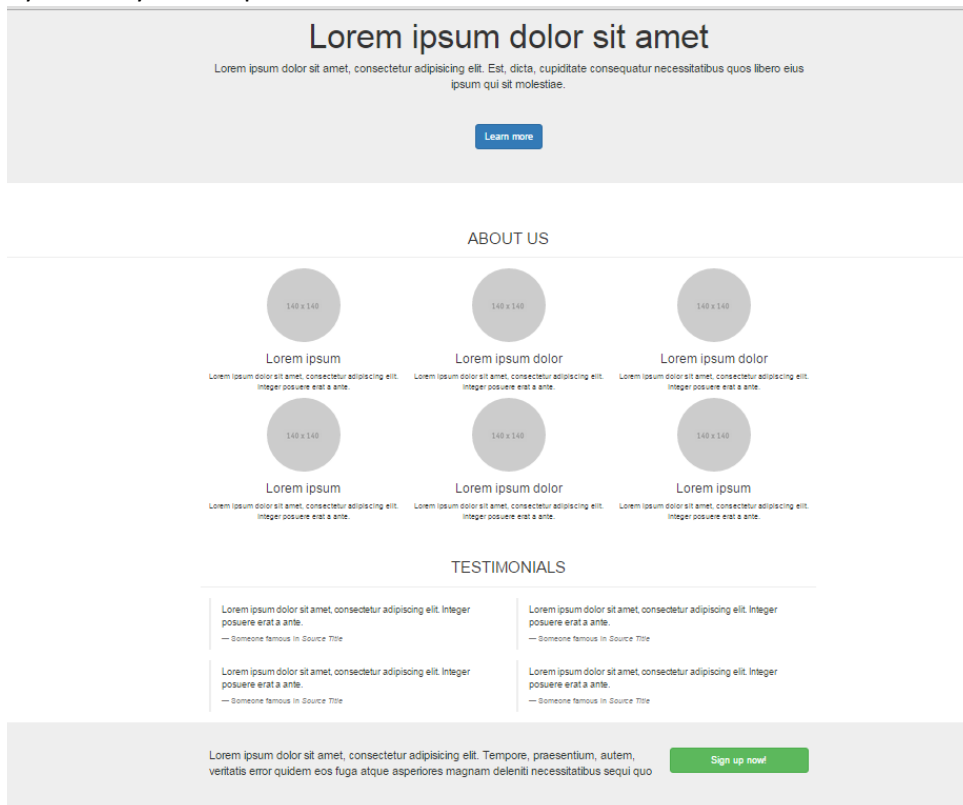 Lorem ipsum dolor sit amet
Lorem ipsum dolor sit amet, consectetur adipisicing elit. Est, dicta, cupiditate consequatur necessitatibus quos libero eius
ipsum qui sit molestiae.
Learn more
ABOUT US
140 x 140
140 x 140
140 x 140
Lorem ipsum
Lorem ipsum dolor
Lorem ipsum dolor
Lorem ipsum dolor sit amet, consectetur adipiscing elit.
Integer posuere erat a ante.
Lorem ipsum dolor sit amet, consectetur adipiscing elit.
Integer posuere erat a ante.
Lorem ipsum dolor sit amet, consectetur adipiscing elit.
Integer posuere erat a ante.
140 x 140
140 x 140
140 x 140
Lorem ipsum
Lorem ipsum dolor
Lorem ipsum
Lorem ipsum dolor sit amet, consectetur adipiscing elit.
Integer posuere erat a ante.
Lorem ipsum dolor sit amet, consectetur adipiscing elit.
Integer posuere erat a ante.
Lorem ipsum dolor sit amet, consectetur adipiscing elit.
Integer posuere erat a ante.
TESTIMONIALS
Lorem ipsum dolor sit amet, consectetur adipiscing elit. Integer
posuere erat a ante.
— Someone famous in Source Title
Lorem ipsum dolor sit amet, consectetur adipiscing elit. Integer
posuere erat a ante.
— Someone famous in Source Title
Lorem ipsum dolor sit amet, consectetur adipiscing elit. Integer
posuere erat a ante.
— Someone famous in Source Title
Lorem ipsum dolor sit amet, consectetur adipiscing elit. Integer
posuere erat a ante.
— Someone famous in Source Title
Lorem ipsum dolor sit amet, consectetur adipisicing elit. Tempore, praesentium, autem,
veritatis error quidem eos fuga atque asperiores magnam deleniti necessitatibus sequi quo
Sign up now!